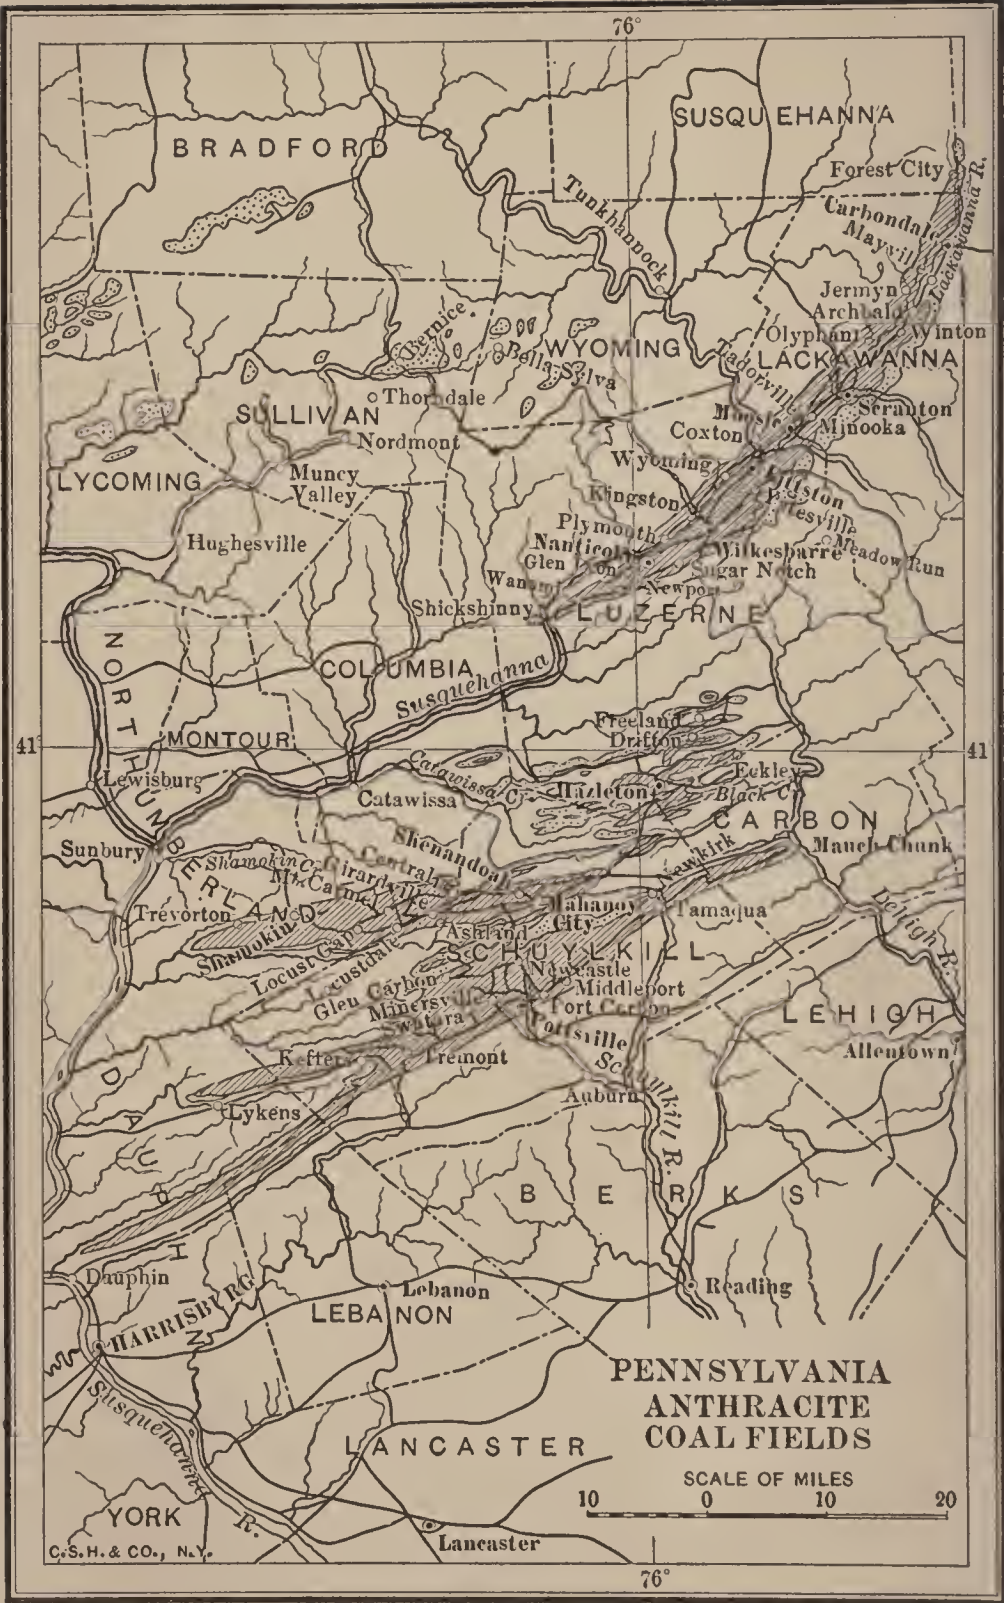 76°
SUSQUEHANNA
BRADFORD
Forest City
Lackawanna R.
Tunkhannock
Carbondale
Jermyn
Archbald
Olyphant
Winton
Bernice
WYOMING
Bella Sylva
LACKAWANNA
Thorndale
SULLIVAN
Scranton
Moosic
Minooka
Coxton
Nordmont
Wyoming
LYCOMING
Muncy
Valley
Pittston
Kingston
Plymouth
Hughesville
Wilkesbarre
Meadow Run
Nanticoke
Glen Lyon
Sugar Notch
Newport
Shickshinny
LUZERNE
NORTHUMBERLAND
COLUMBIA
Susquehanna
Freeland
Drifton
41°
MONTOUR
41°
Eckley
Catawissa C.
Lewisburg
Hazleton
Black C.
Catawissa
CARBON
Shenandoah
Sunbury
Mauch Chunk
Newkirk
Shamokin C.
Centralia
Girardville
Mt. Carmel
Mahanoy
City
Trevorton
Tamaqua
Lehigh R.
Shamokin
Ashland
Locust Gap
Locustdale
SCHUYLKILL
Newcastle
Glen Carbon
Middleport
Minersville
Port Carbon
Swatara
Pottsville
LEHIGH
Allentown
Kefters
Tremont
Schuylkill R.
Auburn
DAUPHIN
Lykens
BERKS
Dauphin
Lebanon
Reading
HARRISBURG
LEBANON
PENNSYLVANIA
ANTHRACITE
COAL FIELDS
Susquehanna R.
LANCASTER
SCALE OF MILES
10 0 10 20
YORK
Lancaster
C.S.H. & CO., N.Y.
76°